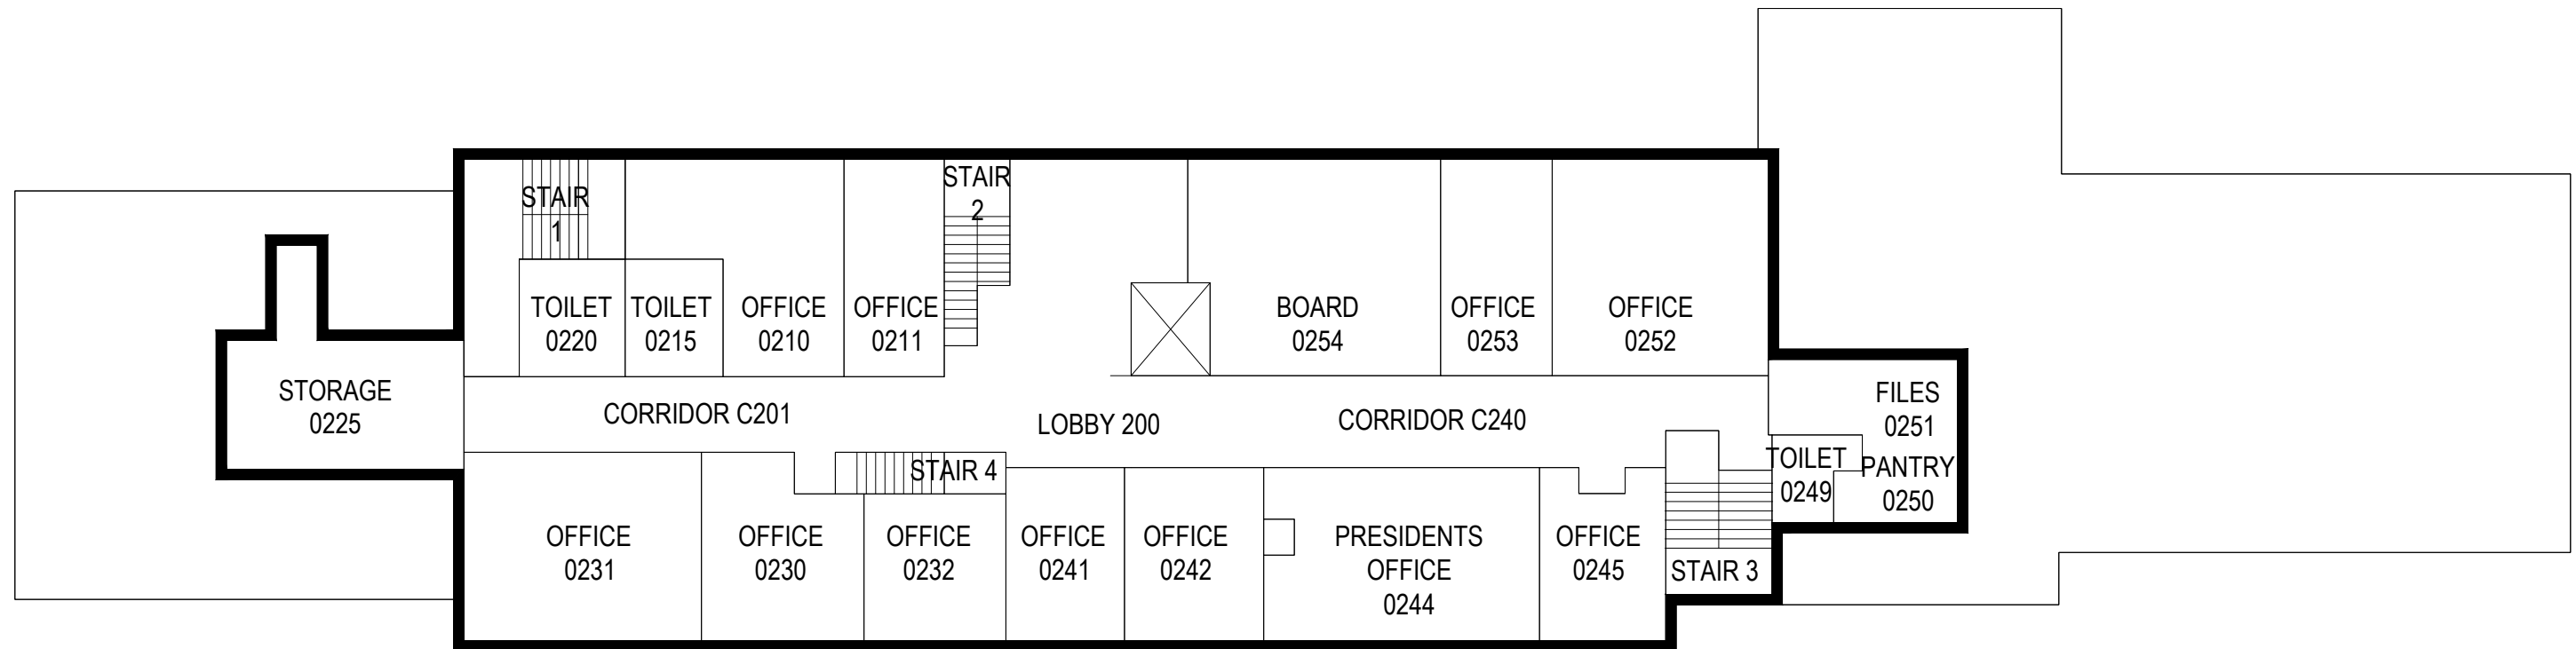 STAIR
1
STAIR
2
TOILET
0220
TOILET
0215
OFFICE
0210
OFFICE
0211
BOARD
0254
OFFICE
0253
OFFICE
0252
STORAGE
0225
CORRIDOR C201
LOBBY 200
CORRIDOR C240
FILES
0251
STAIR 4
TOILET
0249
PANTRY
0250
OFFICE
0231
OFFICE
0230
OFFICE
0232
OFFICE
0241
OFFICE
0242
PRESIDENTS
OFFICE
0244
OFFICE
0245
STAIR 3